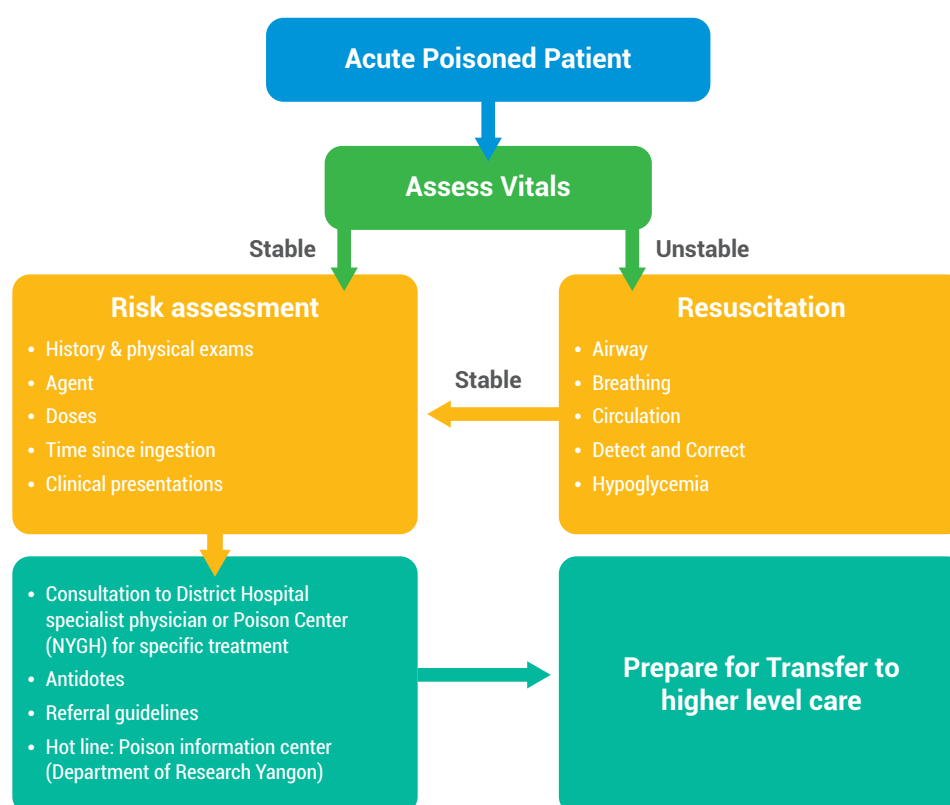 Acute Poisoned Patient
Assess Vitals
Stable
Unstable
Risk assessment
• History & physical exams
• Agent
• Doses
• Time since ingestion
• Clinical presentations
Stable
Resuscitation
• Airway
• Breathing
• Circulation
• Detect and Correct
• Hypoglycemia
• Consultation to District Hospital
specialist physician or Poison Center
(NYGH) for specific treatment
• Antidotes
• Referral guidelines
• Hot line: Poison information center
(Department of Research Yangon)
Prepare for Transfer to
higher level care